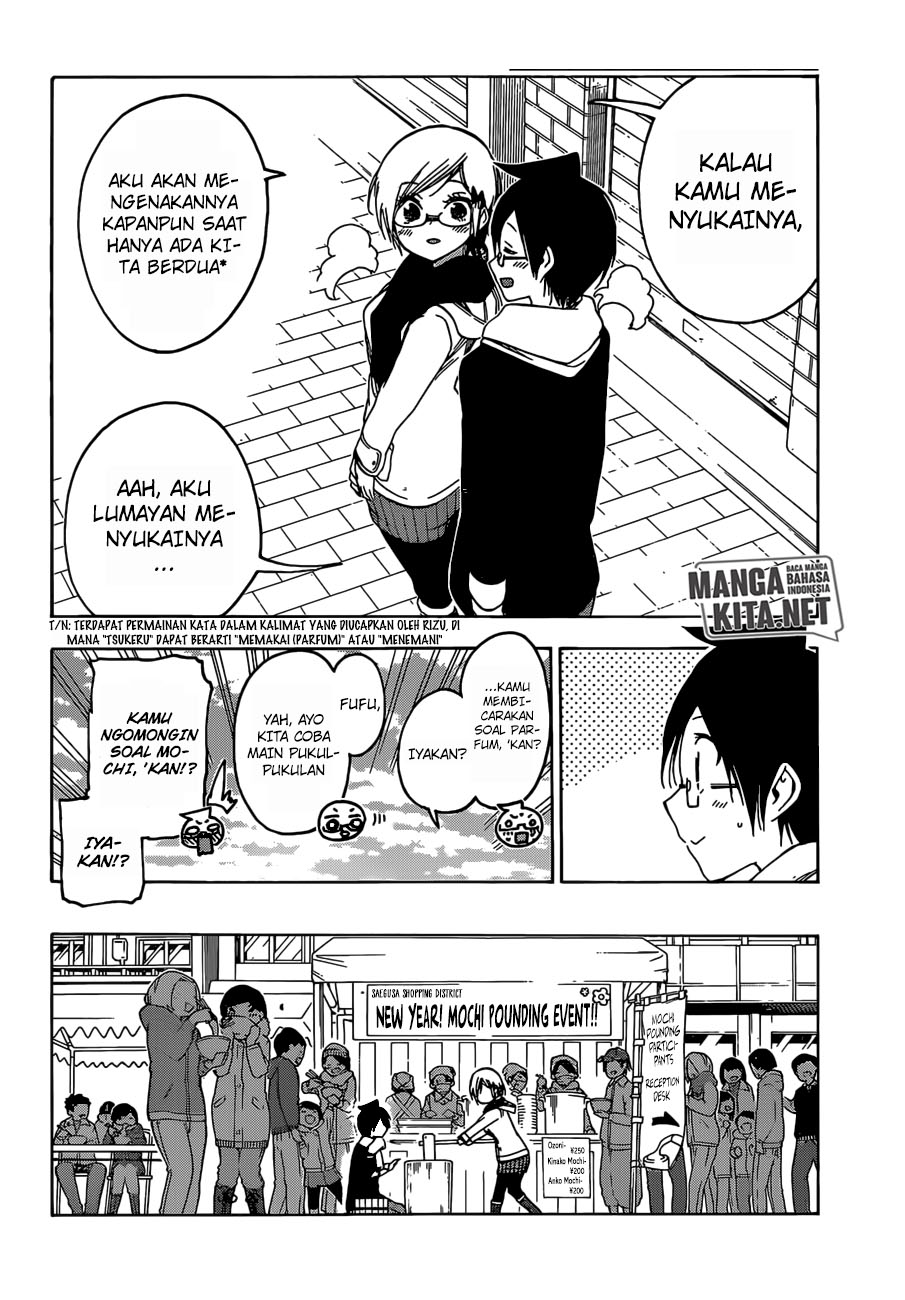 KALAU
KAMU ME-
NYUKAINYA,
AKU AKAN ME-
NGENAKANNYA
KAPANPUN SAAT
HANYA ADA KI-
TA BERDUA*
AAH, AKU
LUMAYAN ME-
NYUKAINYA
...
MANGA
KITA.NET
BACA MANGA
BAHASA
INDONESIA
T/N: TERDAPAT PERMAINAN KATA DALAM KALIMAT YANG DIUCAPKAN OLEH RIZU, DI
MANA "TSUKERU" DAPAT BERARTI "MEMAKAI (PARFUM)" ATAU "MENEMANI"
...KAMU
MEMBI-
CARAKAN
SOAL PAR-
FUM, 'KAN?
IYAKAN?
FUFU,
YAH, AYO
KITA COBA
MAIN PUKUL-
PUKULAN
KAMU
NGOMONGIN
SOAL MO-
CHI, 'KAN!?
IYA-
KAN!?
SAEGUSA SHOPPING DISTRICT
NEW YEAR! MOCHI POUNDING EVENT!!
MOCHI
POUNDING
PARTICI-
PANTS
RECEPTION
DESK
Ozoni-
¥250
Kinako Mochi-
¥200
Anko Mochi-
¥200